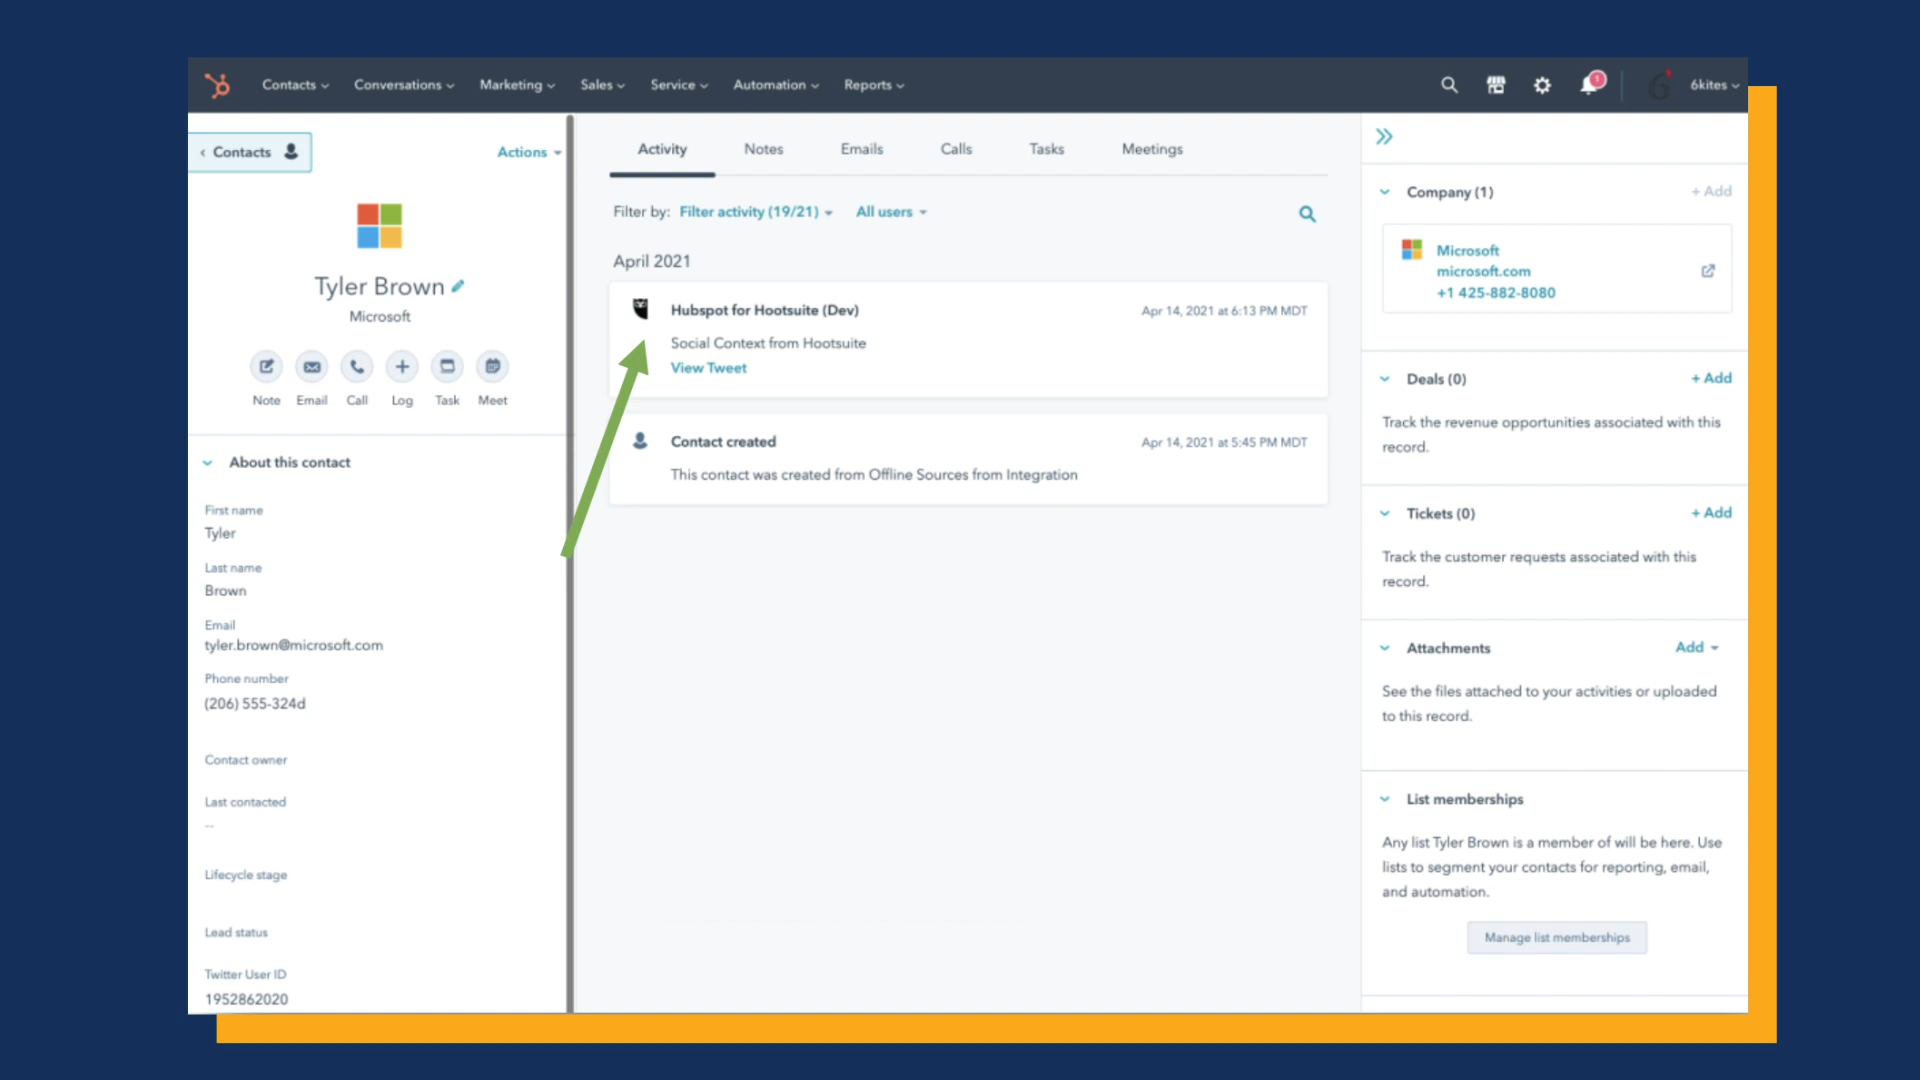 Contacts Conversations Marketing Sales Service Automation Reports 1 6kites
Contacts
Actions
Tyler Brown
Microsoft
Note Email Call Log Task Meet
About this contact
First name
Tyler
Last name
Brown
Email
tyler.brown@microsoft.com
Phone number
(206) 555-324d
Contact owner
Last contacted
--
Lifecycle stage
Lead status
Twitter User ID
1952862020
Activity Notes Emails Calls Tasks Meetings
Filter by: Filter activity (19/21) All users
April 2021
Hubspot for Hootsuite (Dev) Apr 14, 2021 at 6:13 PM MDT
Social Context from Hootsuite
View Tweet
Contact created Apr 14, 2021 at 5:45 PM MDT
This contact was created from Offline Sources from Integration
Company (1) + Add
Microsoft
microsoft.com
+1 425-882-8080
Deals (0) + Add
Track the revenue opportunities associated with this
record.
Tickets (0) + Add
Track the customer requests associated with this
record.
Attachments Add
See the files attached to your activities or uploaded
to this record.
List memberships
Any list Tyler Brown is a member of will be here. Use
lists to segment your contacts for reporting, email,
and automation.
Manage list memberships